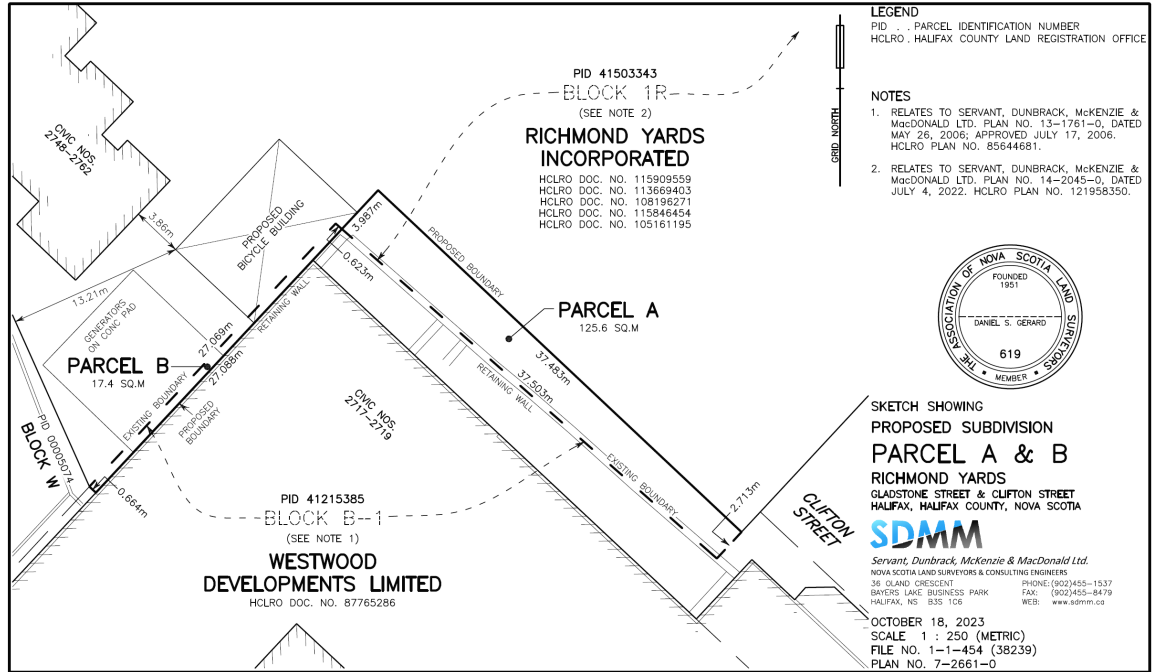 LEGEND
PID . . PARCEL IDENTIFICATION NUMBER
HCLRO . HALIFAX COUNTY LAND REGISTRATION OFFICE
NOTES
1. RELATES TO SERVANT, DUNBRACK, McKENZIE &
MacDONALD LTD. PLAN NO. 13-1761-0, DATED
MAY 26, 2006; APPROVED JULY 17, 2006.
HCLRO PLAN NO. 85644681.
2. RELATES TO SERVANT, DUNBRACK, McKENZIE &
MacDONALD LTD. PLAN NO. 14-2045-0, DATED
JULY 4, 2022. HCLRO PLAN NO. 121958350.
GRID NORTH
PID 41503343
BLOCK 1R
(SEE NOTE 2)
RICHMOND YARDS
INCORPORATED
HCLRO DOC. NO. 115909559
HCLRO DOC. NO. 113669403
HCLRO DOC. NO. 108196271
HCLRO DOC. NO. 115846454
HCLRO DOC. NO. 105161195
CIVIC NOS.
2748-2762
3.86m
13.21m
PROPOSED
BICYCLE BUILDING
GENERATORS
ON CONC PAD
3.987m
0.623m
RETAINING WALL
PROPOSED BOUNDARY
PARCEL A
125.6 SQ.M
37.483m
37.503m
RETAINING WALL
EXISTING BOUNDARY
2.713m
CLIFTON
STREET
PARCEL B
17.4 SQ.M
27.069m
27.088m
EXISTING BOUNDARY
PROPOSED
BOUNDARY
PID 00005074
BLOCK W
0.664m
CIVIC NOS.
2717-2719
PID 41215385
BLOCK B-1
(SEE NOTE 1)
WESTWOOD
DEVELOPMENTS LIMITED
HCLRO DOC. NO. 87765286
THE ASSOCIATION OF NOVA SCOTIA LAND SURVEYORS
FOUNDED
1951
DANIEL S. GERARD
619
MEMBER
SKETCH SHOWING
PROPOSED SUBDIVISION
PARCEL A & B
RICHMOND YARDS
GLADSTONE STREET & CLIFTON STREET
HALIFAX, HALIFAX COUNTY, NOVA SCOTIA
SDMM
Servant, Dunbrack, McKenzie & MacDonald Ltd.
NOVA SCOTIA LAND SURVEYORS & CONSULTING ENGINEERS
36 OLAND CRESCENT PHONE: (902)455-1537
BAYERS LAKE BUSINESS PARK FAX: (902)455-8479
HALIFAX, NS B3S 1C6 WEB: www.sdmm.ca
OCTOBER 18, 2023
SCALE 1 : 250 (METRIC)
FILE NO. 1-1-454 (38239)
PLAN NO. 7-2661-0